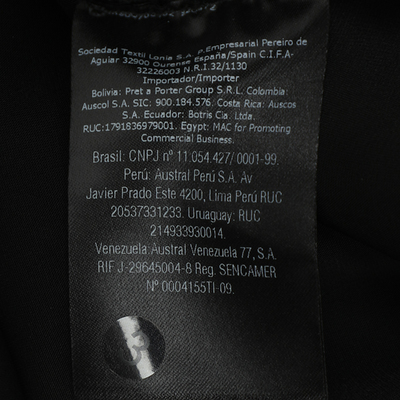 Sociedad Textil Lonia S.A. P.Empresarial Pereiro de
Aguiar 32900 Ourense España/Spain C.I.F.A-
32226003 N.R.I.32/1130
Importador/Importer
Bolivia: Pret a Porter Group S.R.L. Colombia:
Auscol S.A. SIC: 900.184.576. Costa Rica: Auscos
S.A. Ecuador: Botris Cia. Ltda.
RUC:1791836979001. Egypt: MAC for Promoting
Commercial Business.
Brasil: CNPJ nº 11.054.427/ 0001-99.
Perú: Austral Perú S.A. Av
Javier Prado Este 4200, Lima Perú RUC
20537331233. Uruguay: RUC
214933930014.
Venezuela:Austral Venezuela 77, S.A.
RIF J-29645004-8 Reg. SENCAMER
Nº 0004155TI-09.